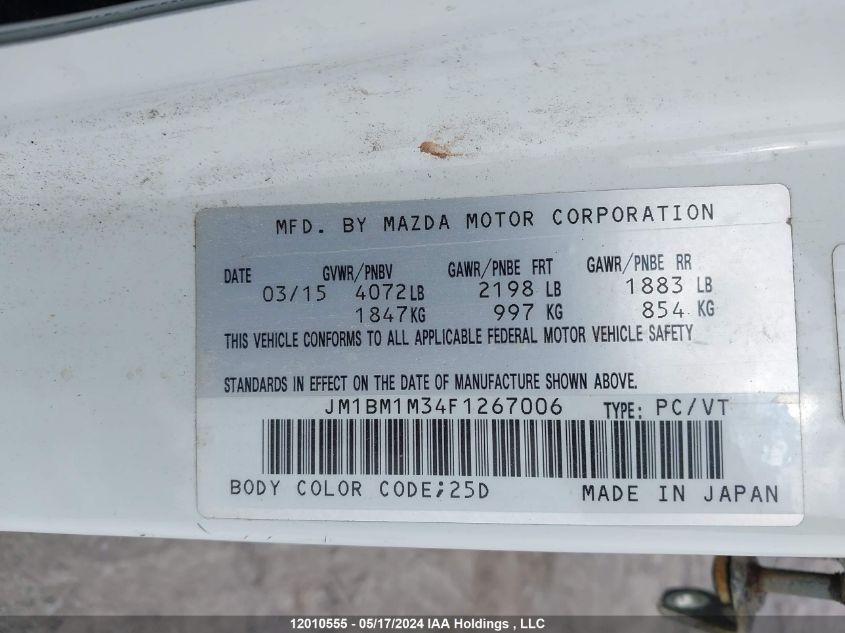 MFD. BY MAZDA MOTOR CORPORATION
DATE GVWR/PNBV GAWR/PNBE FRT GAWR/PNBE RR
03/15 4072LB 2198 LB 1883 LB
1847KG 997 KG 854 KG
THIS VEHICLE CONFORMS TO ALL APPLICABLE FEDERAL MOTOR VEHICLE SAFETY
STANDARDS IN EFFECT ON THE DATE OF MANUFACTURE SHOWN ABOVE.
JM1BM1M34F1267006 TYPE: PC/VT
BODY COLOR CODE;25D MADE IN JAPAN
12010555 - 05/17/2024 IAA Holdings , LLC